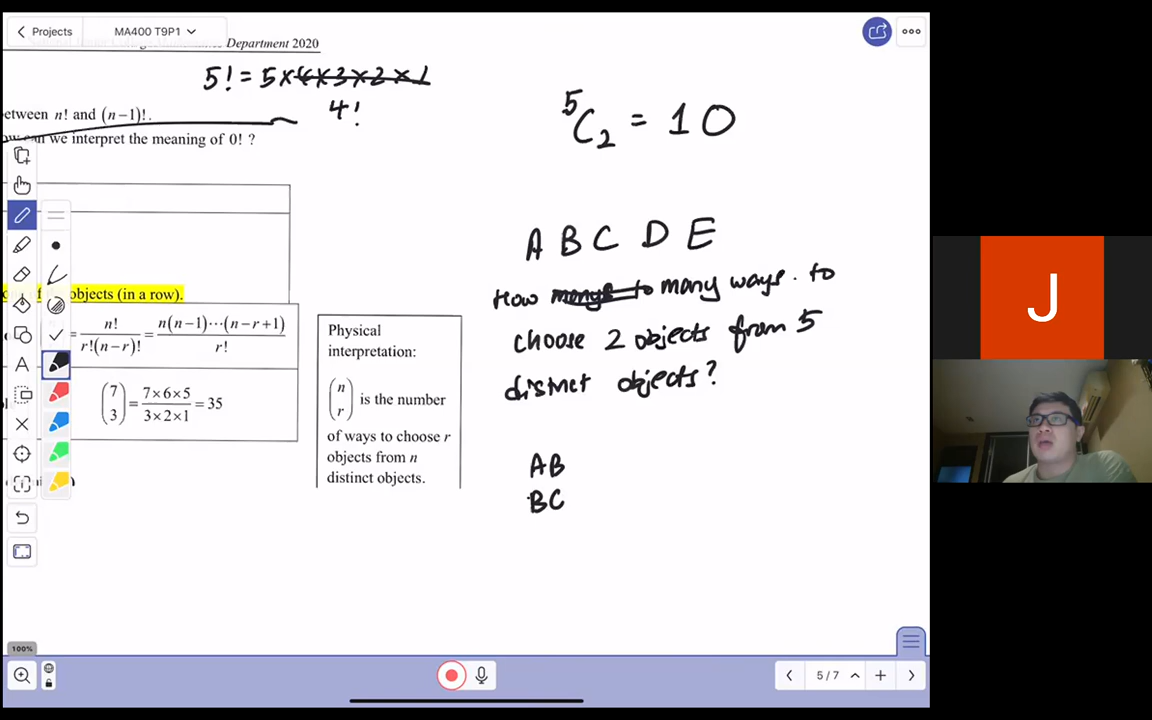 Projects
MA400 T9P1
Department 2020
5! = 5×4×3×2×1
4!
etween n! and (n−1)!.
ow can we interpret the meaning of 0! ?
objects (in a row).
= n!/r!(n−r)! = n(n−1)⋯(n−r+1)/r!
(7 3) = 7×6×5/3×2×1 = 35
Physical
interpretation:
(n r) is the number
of ways to choose r
objects from n
distinct objects.
⁵C₂ = 10
A B C D E
How many ways. to
choose 2 objects from 5
distinct objects?
AB
BC
J
A
100%
5 / 7